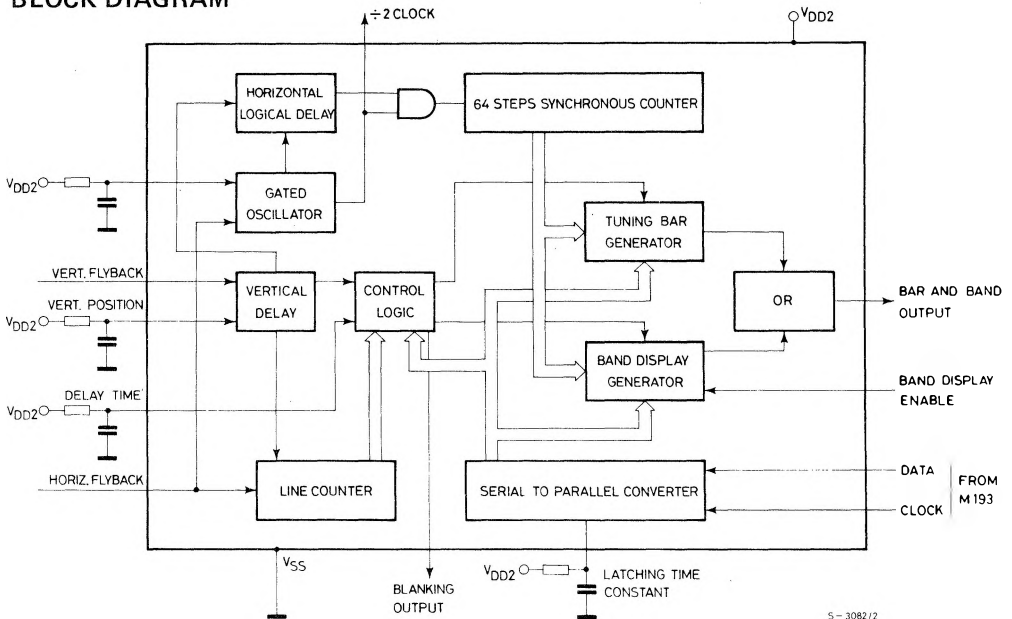 BLOCK DIAGRAM
÷2 CLOCK
VDD2
HORIZONTAL
LOGICAL DELAY
64 STEPS SYNCHRONOUS COUNTER
VDD2
GATED
OSCILLATOR
TUNING BAR
GENERATOR
VERT. FLYBACK
VERTICAL
DELAY
CONTROL
LOGIC
OR
BAR AND BAND
OUTPUT
VERT. POSITION
VDD2
BAND DISPLAY
GENERATOR
BAND DISPLAY
ENABLE
DELAY TIME
VDD2
HORIZ. FLYBACK
LINE COUNTER
SERIAL TO PARALLEL CONVERTER
DATA
CLOCK
FROM
M193
VSS
BLANKING
OUTPUT
VDD2
LATCHING TIME
CONSTANT
S-3082/2